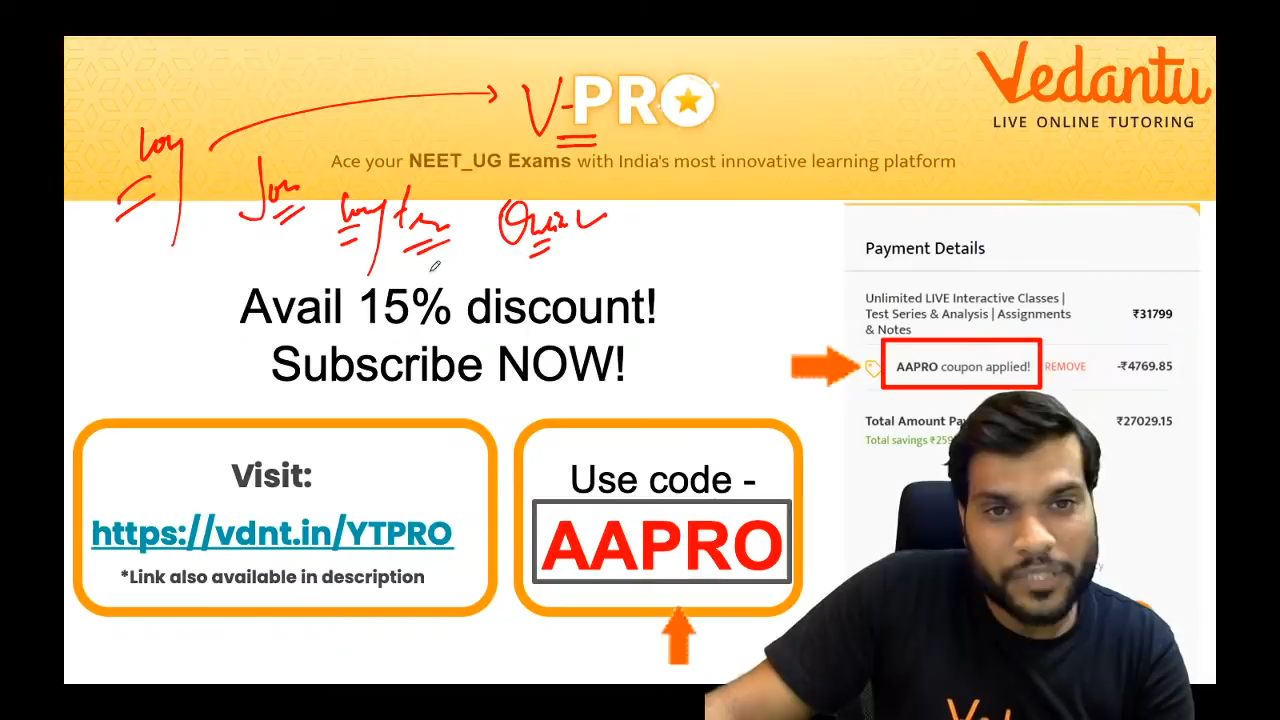 V-PRO
Vedantu
LIVE ONLINE TUTORING
Ace your NEET_UG Exams with India's most innovative learning platform
Avail 15% discount!
Subscribe NOW!
Visit:
https://vdnt.in/YTPRO
*Link also available in description
Use code -
AAPRO
Payment Details
Unlimited LIVE Interactive Classes | ₹31799
Test Series & Analysis | Assignments
& Notes
AAPRO coupon applied! REMOVE -₹4769.85
Total Amount ₹27029.15
Total savings